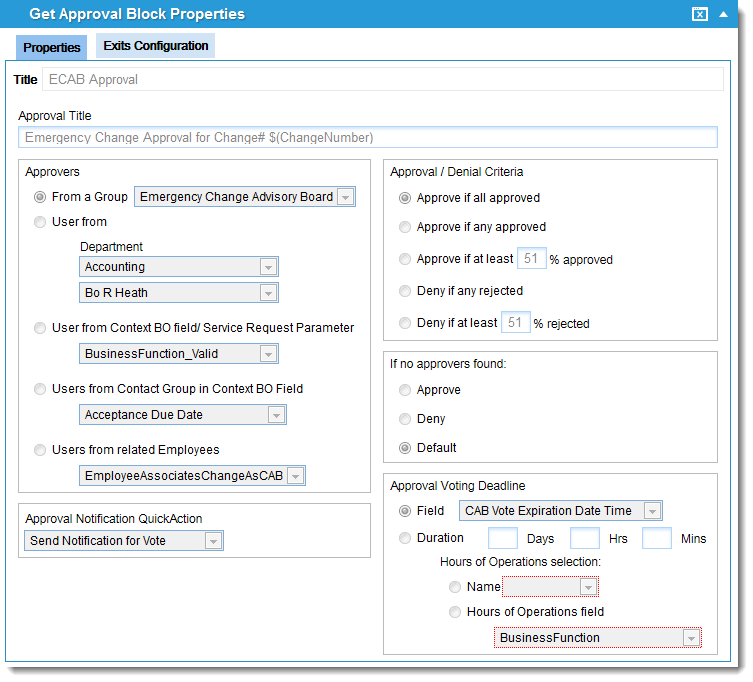 Get Approval Block Properties
Properties
Exits Configuration
Title
ECAB Approval
Approval Title
Emergency Change Approval for Change# $(ChangeNumber)
Approvers
From a Group
Emergency Change Advisory Board
User from
Department
Accounting
Bo R Heath
User from Context BO field/ Service Request Parameter
BusinessFunction_Valid
Users from Contact Group in Context BO Field
Acceptance Due Date
Users from related Employees
EmployeeAssociatesChangeAsCAB
Approval Notification QuickAction
Send Notification for Vote
Approval / Denial Criteria
Approve if all approved
Approve if any approved
Approve if at least 51 % approved
Deny if any rejected
Deny if at least 51 % rejected
If no approvers found:
Approve
Deny
Default
Approval Voting Deadline
Field
CAB Vote Expiration Date Time
Duration Days Hrs Mins
Hours of Operations selection:
Name
Hours of Operations field
BusinessFunction